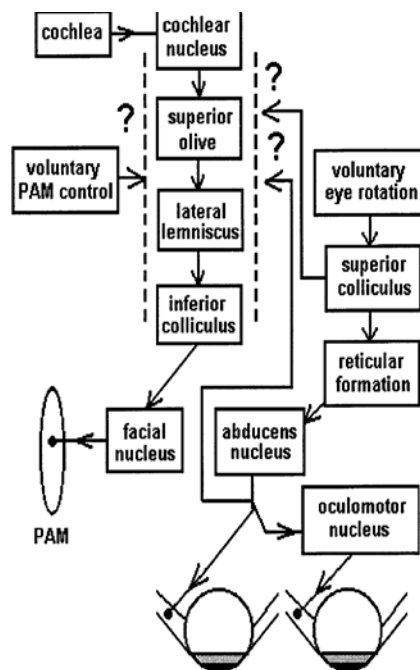 cochlea
cochlear
nucleus
?
?
superior
olive
?
voluntary
PAM control
voluntary
eye rotation
lateral
lemniscus
superior
colliculus
inferior
colliculus
reticular
formation
facial
nucleus
abducens
nucleus
PAM
oculomotor
nucleus